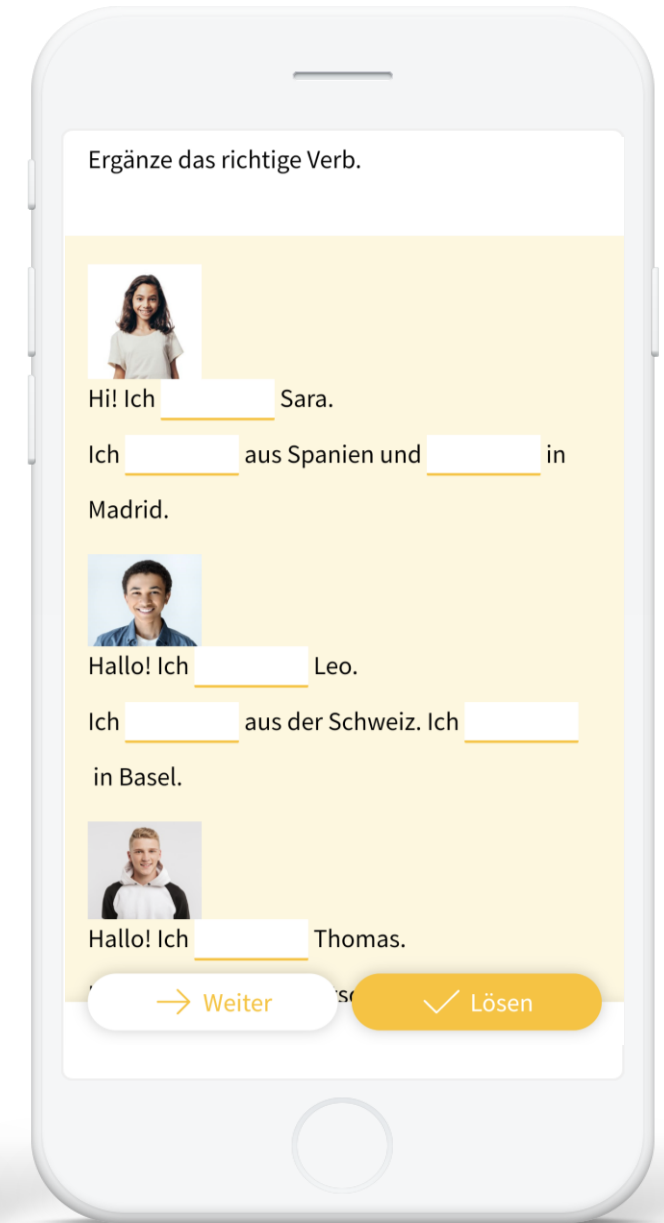 Ergänze das richtige Verb.
Hi! Ich Sara.
Ich aus Spanien und in
Madrid.
Hallo! Ich Leo.
Ich aus der Schweiz. Ich
in Basel.
Hallo! Ich Thomas.
Weiter
Lösen